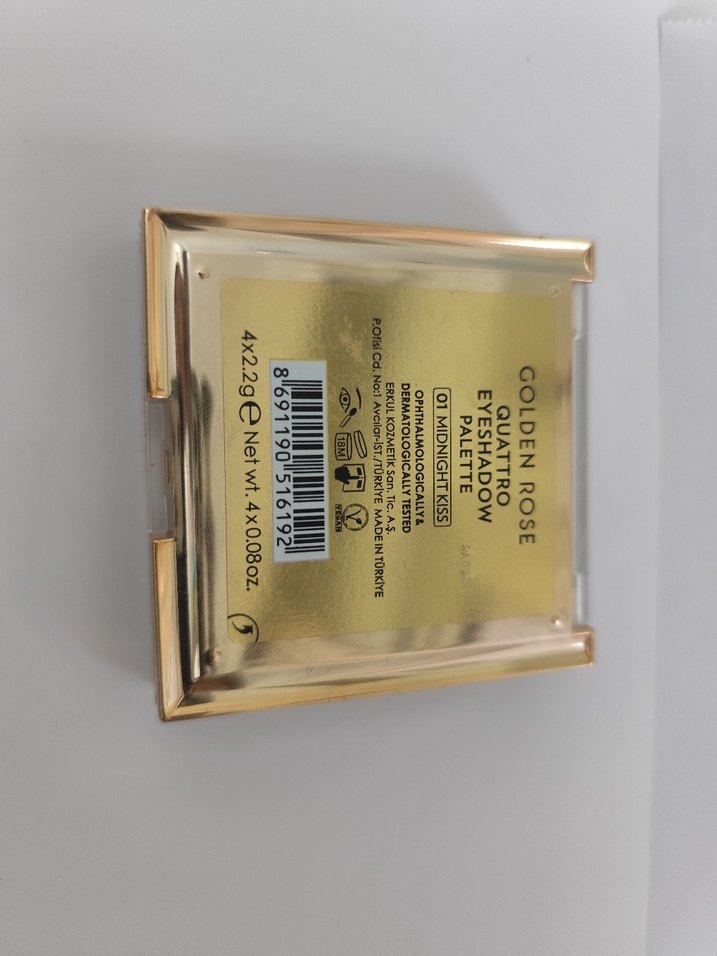 GOLDEN ROSE
QUATTRO
EYESHADOW
PALETTE
01 MIDNIGHT KISS
OPHTHALMOLOGICALLY &
DERMATOLOGICALLY TESTED
ERKUL KOZMETİK San. Tic. A.Ş.
P.Ofisi Cd. No:1 Avcılar-İST./TÜRKİYE MADE IN TÜRKİYE
18M
VEGAN
8 691190 516192
4x2.2g e Net wt. 4x0.08oz.